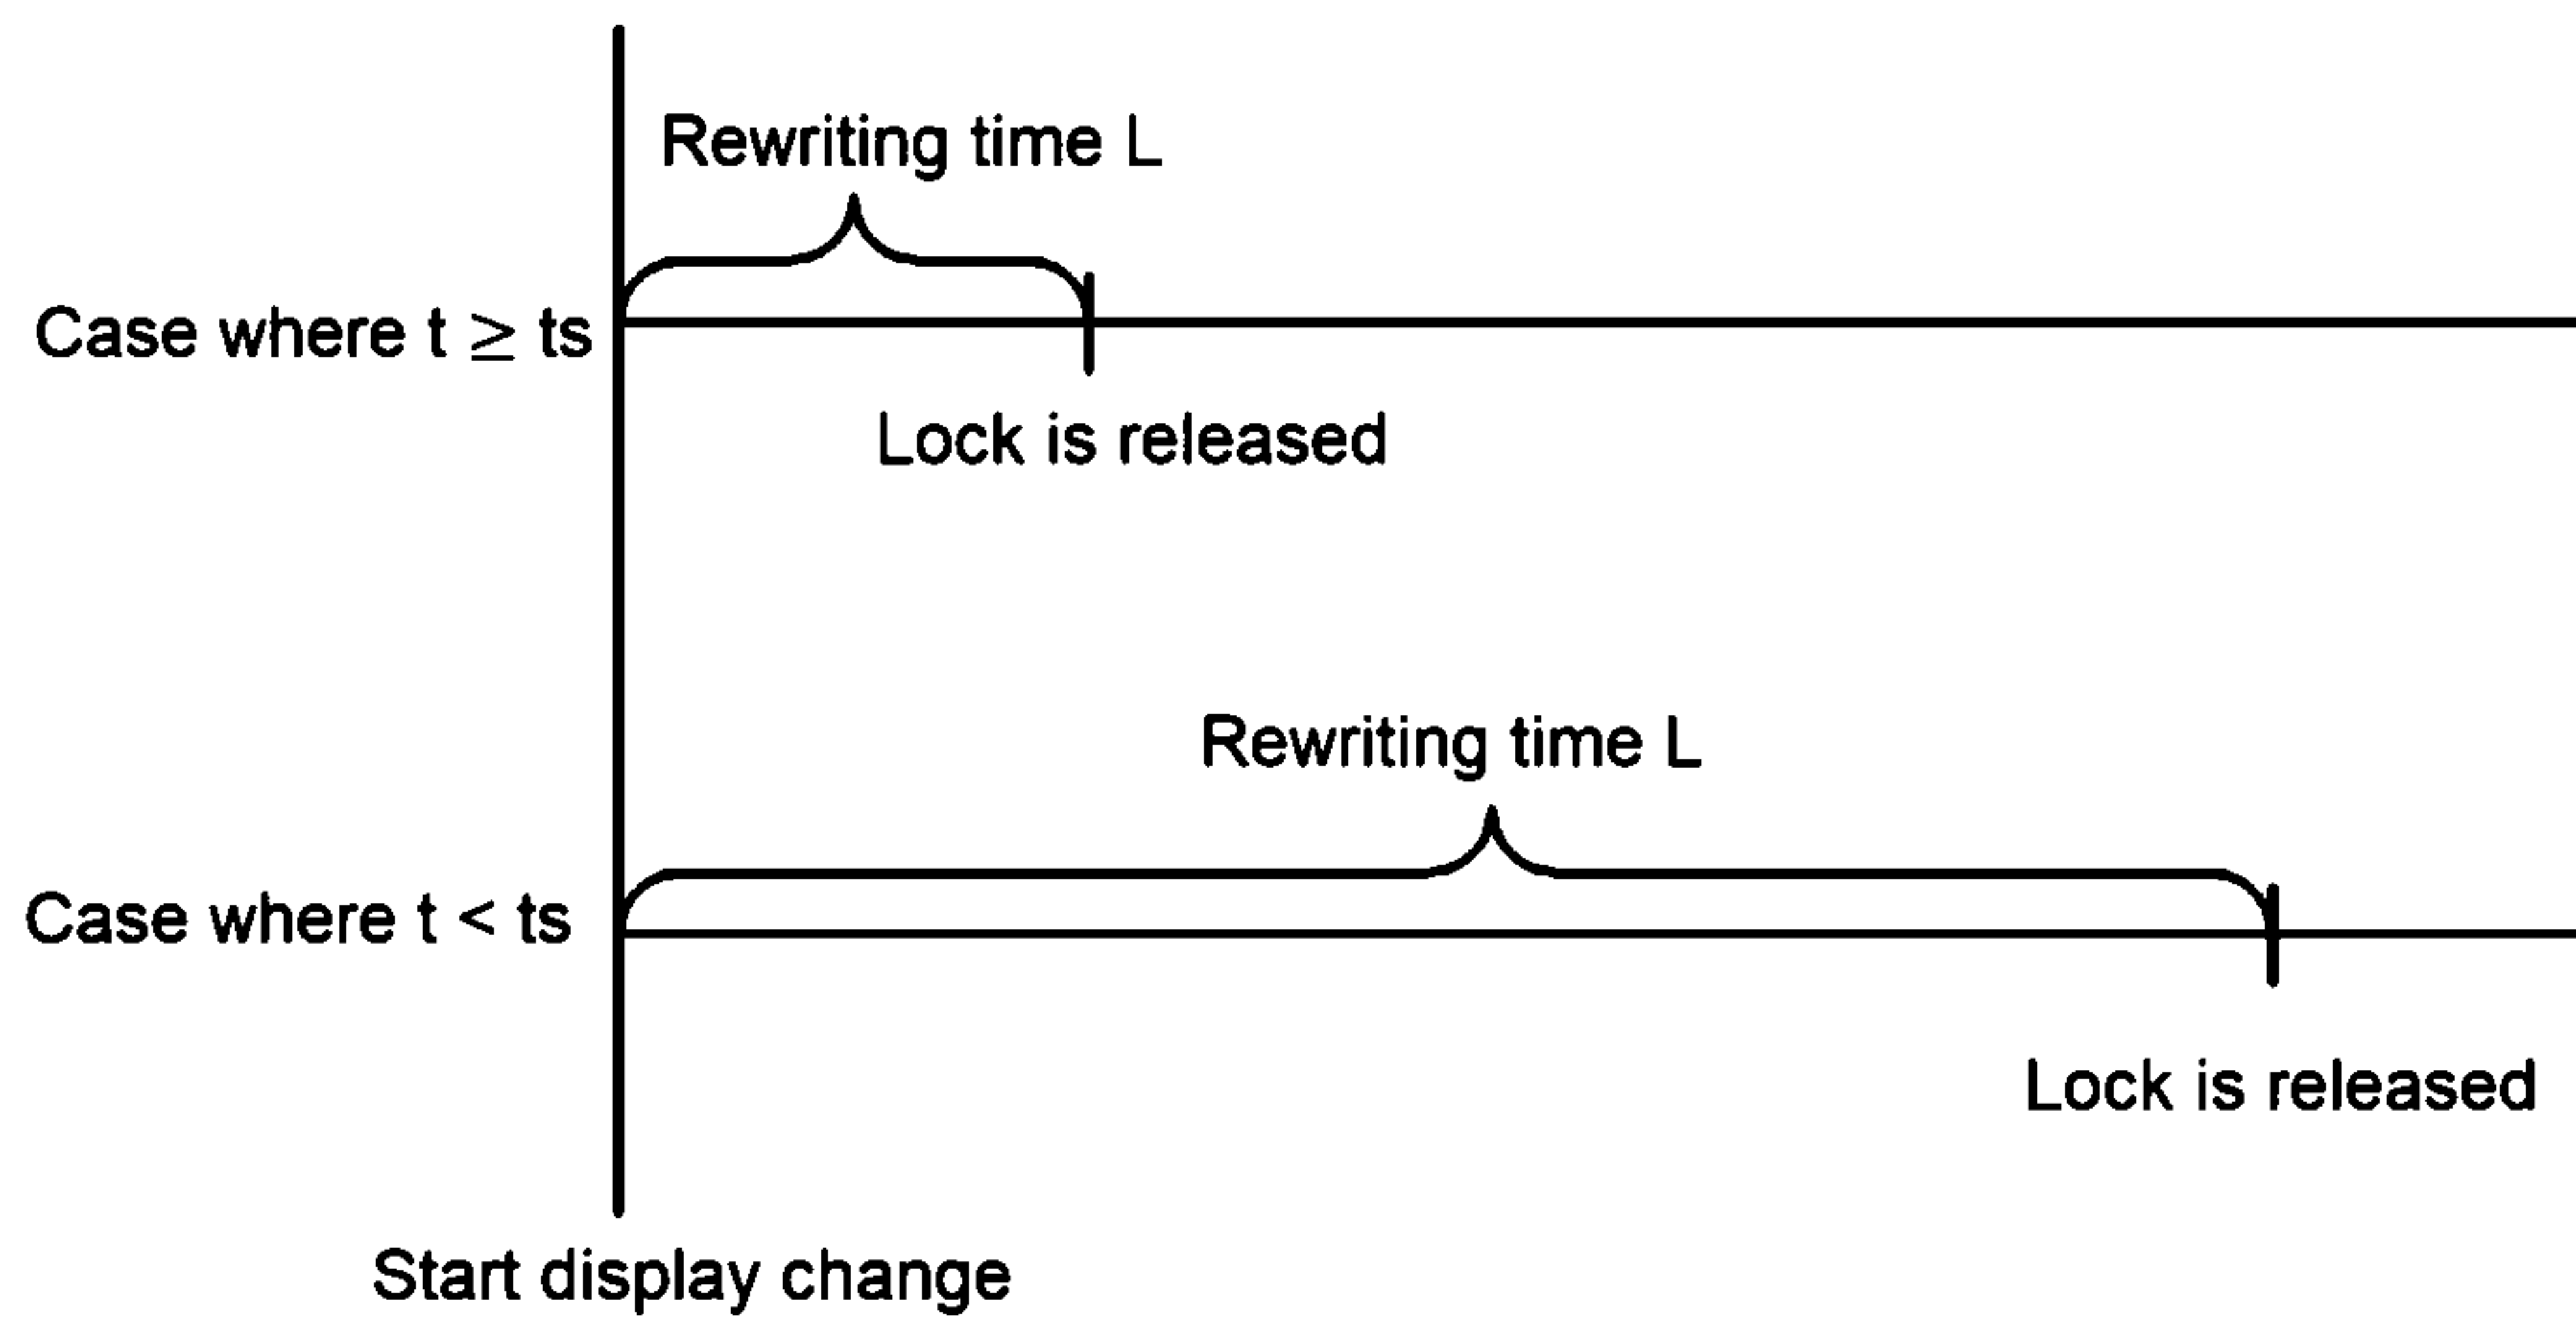 Rewriting time L
Case where t ≥ ts
Lock is released
Rewriting time L
Case where t < ts
Lock is released
Start display change